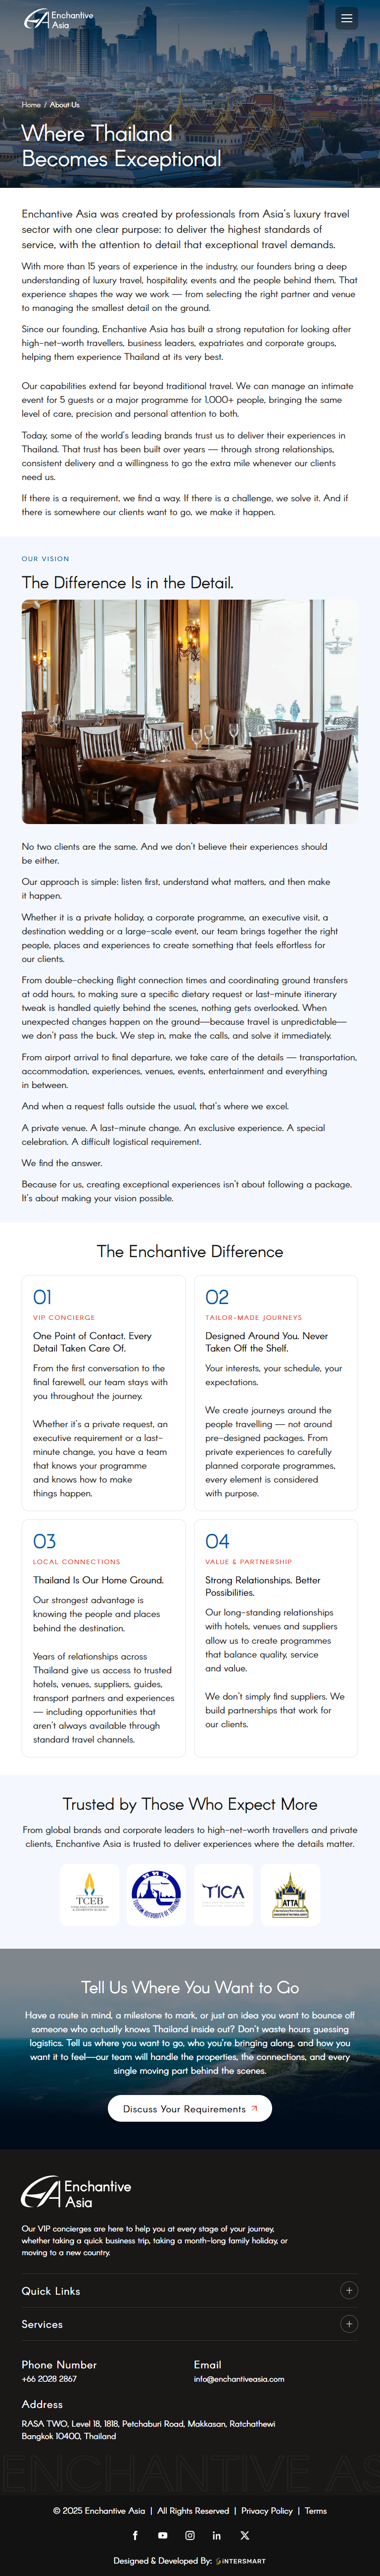 Enchantive
Asia
Home / About Us
Where Thailand
Becomes Exceptional
Enchantive Asia was created by professionals from Asia's luxury travel
sector with one clear purpose: to deliver the highest standards of
service, with the attention to detail that exceptional travel demands.
With more than 15 years of experience in the industry, our founders bring a deep
understanding of luxury travel, hospitality, events and the people behind them. That
experience shapes the way we work — from selecting the right partner and venue
to managing the smallest detail on the ground.
Since our founding, Enchantive Asia has built a strong reputation for looking after
high-net-worth travellers, business leaders, expatriates and corporate groups,
helping them experience Thailand at its very best.
Our capabilities extend far beyond traditional travel. We can manage an intimate
event for 5 guests or a major programme for 1,000+ people, bringing the same
level of care, precision and personal attention to both.
Today, some of the world's leading brands trust us to deliver their experiences in
Thailand. That trust has been built over years — through strong relationships,
consistent delivery and a willingness to go the extra mile whenever our clients
need us.
If there is a requirement, we find a way. If there is a challenge, we solve it. And if
there is somewhere our clients want to go, we make it happen.
OUR VISION
The Difference Is in the Detail.
No two clients are the same. And we don't believe their experiences should
be either.
Our approach is simple: listen first, understand what matters, and then make
it happen.
Whether it is a private holiday, a corporate programme, an executive visit, a
destination wedding or a large-scale event, our team brings together the right
people, places and experiences to create something that feels effortless for
our clients.
From double-checking flight connection times and coordinating ground transfers
at odd hours, to making sure a specific dietary request or last-minute itinerary
tweak is handled quietly behind the scenes, nothing gets overlooked. When
unexpected changes happen on the ground—because travel is unpredictable—
we don't pass the buck. We step in, make the calls, and solve it immediately.
From airport arrival to final departure, we take care of the details — transportation,
accommodation, experiences, venues, events, entertainment and everything
in between.
And when a request falls outside the usual, that's where we excel.
A private venue. A last-minute change. An exclusive experience. A special
celebration. A difficult logistical requirement.
We find the answer.
Because for us, creating exceptional experiences isn't about following a package.
It's about making your vision possible.
The Enchantive Difference
01
VIP CONCIERGE
One Point of Contact. Every
Detail Taken Care Of.
From the first conversation to the
final farewell, our team stays with
you throughout the journey.
Whether it's a private request, an
executive requirement or a last-
minute change, you have a team
that knows your programme
and knows how to make
things happen.
02
TAILOR-MADE JOURNEYS
Designed Around You. Never
Taken Off the Shelf.
Your interests, your schedule, your
expectations.
We create journeys around the
people travelling — not around
pre-designed packages. From
private experiences to carefully
planned corporate programmes,
every element is considered
with purpose.
03
LOCAL CONNECTIONS
Thailand Is Our Home Ground.
Our strongest advantage is
knowing the people and places
behind the destination.
Years of relationships across
Thailand give us access to trusted
hotels, venues, suppliers, guides,
transport partners and experiences
— including opportunities that
aren't always available through
standard travel channels.
04
VALUE & PARTNERSHIP
Strong Relationships. Better
Possibilities.
Our long-standing relationships
with hotels, venues and suppliers
allow us to create programmes
that balance quality, service
and value.
We don't simply find suppliers. We
build partnerships that work for
our clients.
Trusted by Those Who Expect More
From global brands and corporate leaders to high-net-worth travellers and private
clients, Enchantive Asia is trusted to deliver experiences where the details matter.
TCEB
TOURISM AUTHORITY OF THAILAND
TICA
ATTA
Tell Us Where You Want to Go
Have a route in mind, a milestone to mark, or just an idea you want to bounce off
someone who actually knows Thailand inside out? Don't waste hours guessing
logistics. Tell us where you want to go, who you're bringing along, and how you
want it to feel—our team will handle the properties, the connections, and every
single moving part behind the scenes.
Discuss Your Requirements
Enchantive
Asia
Our VIP concierges are here to help you at every stage of your journey,
whether taking a quick business trip, taking a month-long family holiday, or
moving to a new country.
Quick Links
Services
Phone Number
+66 2028 2867
Email
info@enchantiveasia.com
Address
RASA TWO, Level 18, 1818, Petchaburi Road, Makkasan, Ratchathewi
Bangkok 10400, Thailand
ENCHANTIVE AS
© 2025 Enchantive Asia | All Rights Reserved | Privacy Policy | Terms
Designed & Developed By: INTERSMART